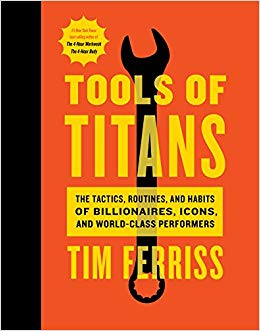 #1 New York Times
best-selling author of
The 4-Hour Workweek
The 4-Hour Body
TOOLS OF
TITANS
THE TACTICS, ROUTINES, AND HABITS
OF BILLIONAIRES, ICONS,
AND WORLD-CLASS PERFORMERS
TIM FERRISS